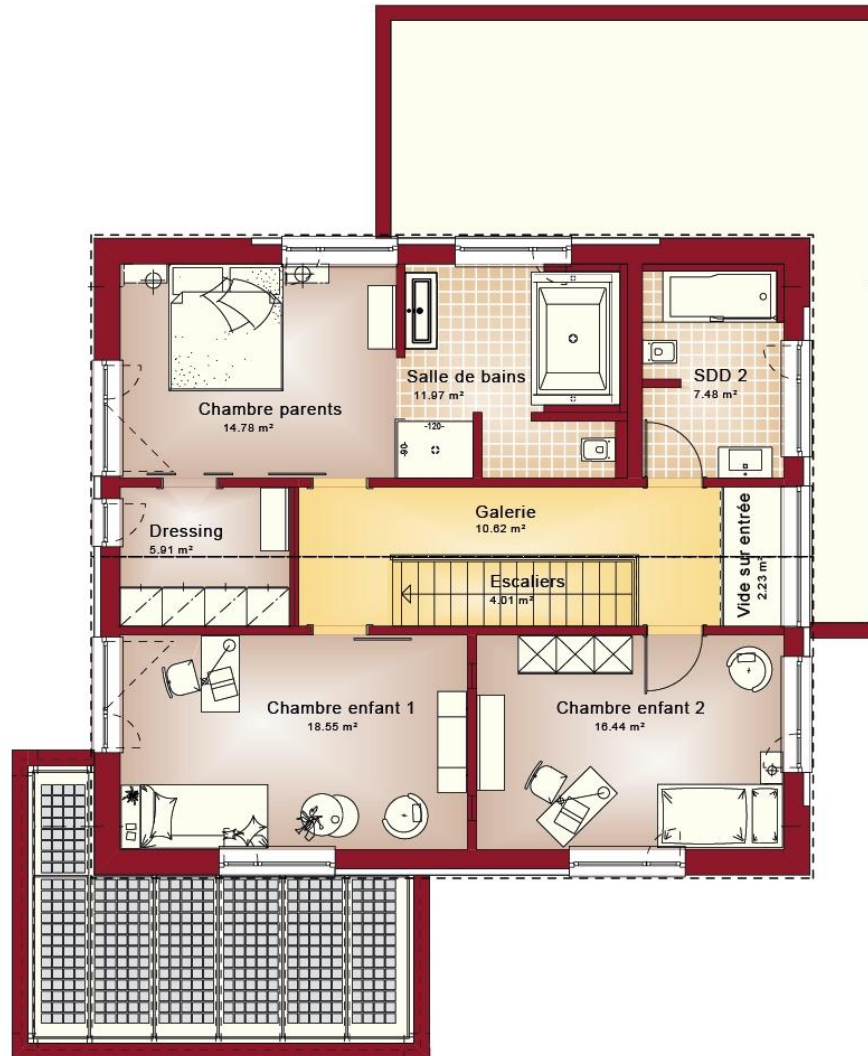 Salle de bains
11.97 m²
SDD 2
7.48 m²
Chambre parents
14.78 m²
-120-
-90-
Galerie
10.62 m²
Dressing
5.91 m²
Escaliers
4.01 m²
Vide sur entrée
2.23 m²
Chambre enfant 1
18.55 m²
Chambre enfant 2
16.44 m²